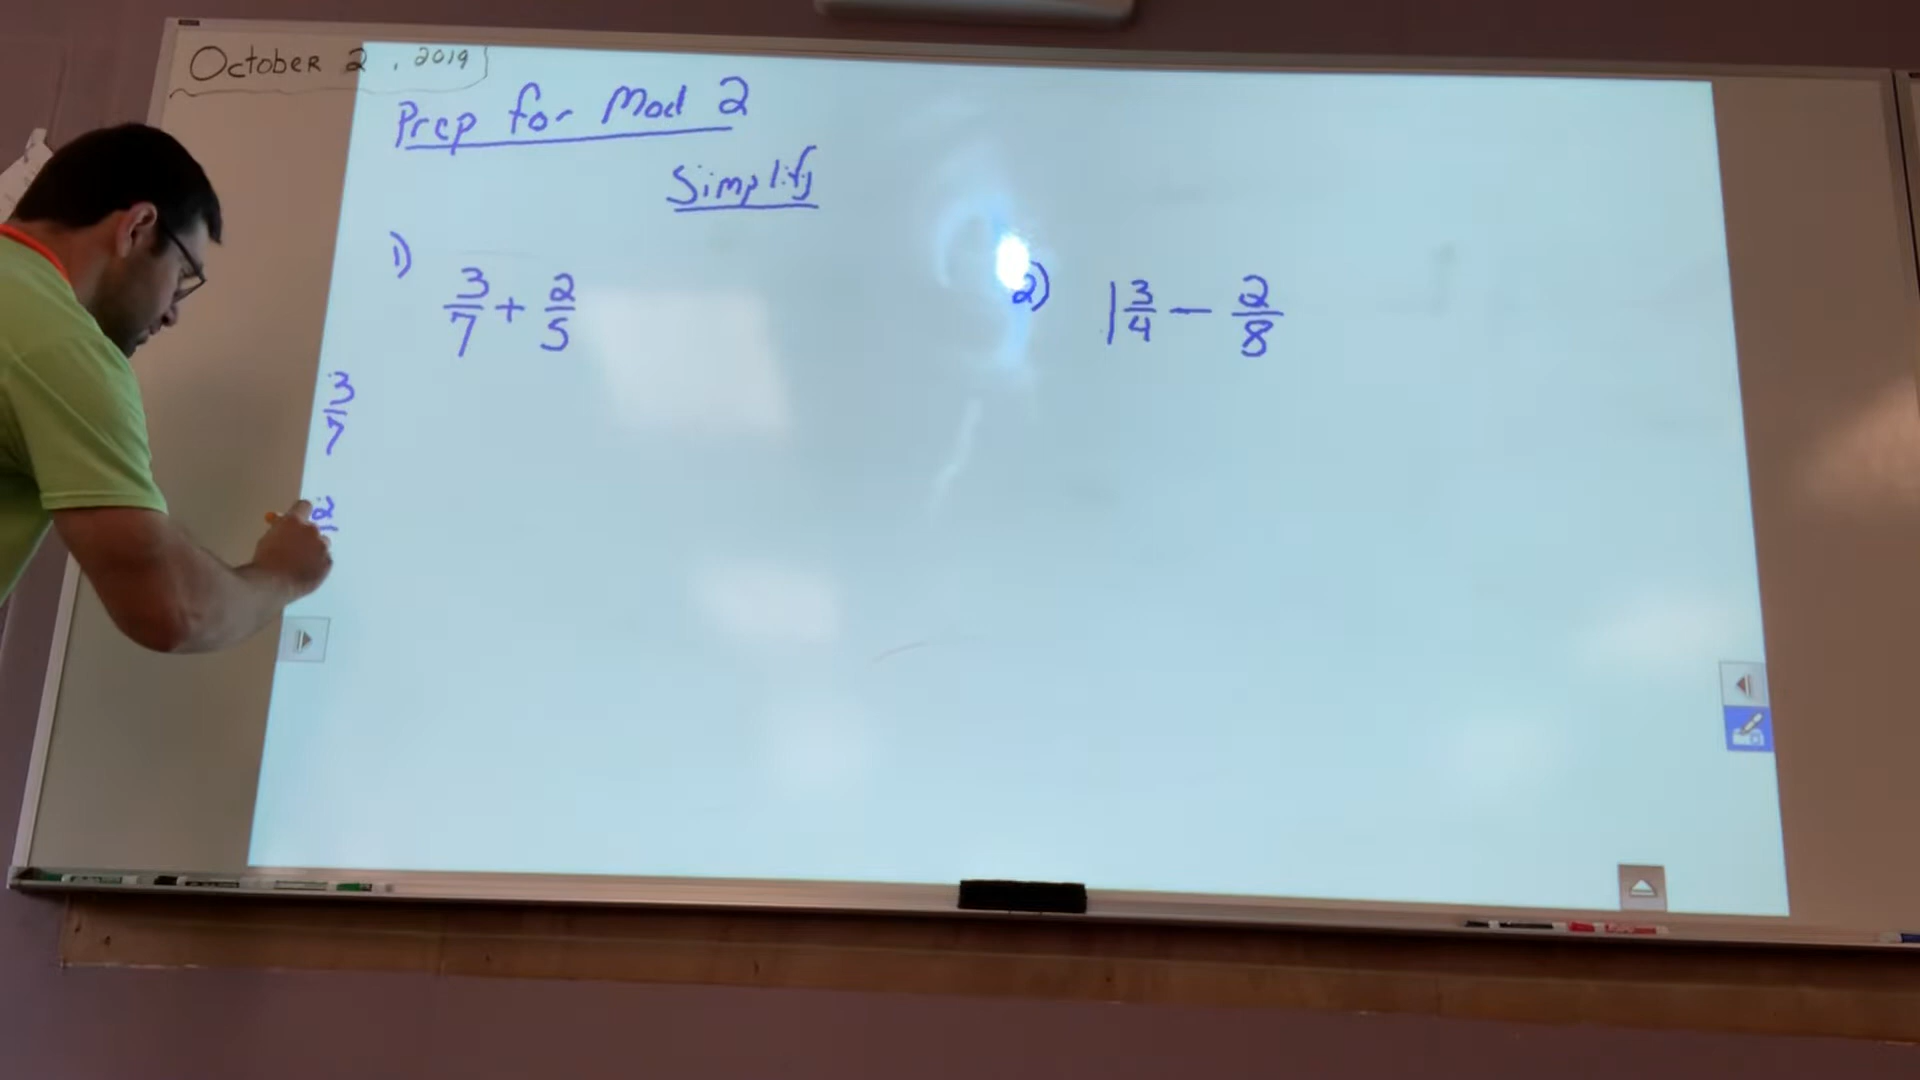 October 2, 2019
Prep for Mod 2
Simplify
1) 3/7 + 2/5
2) 1 3/4 - 2/8
3/7
2